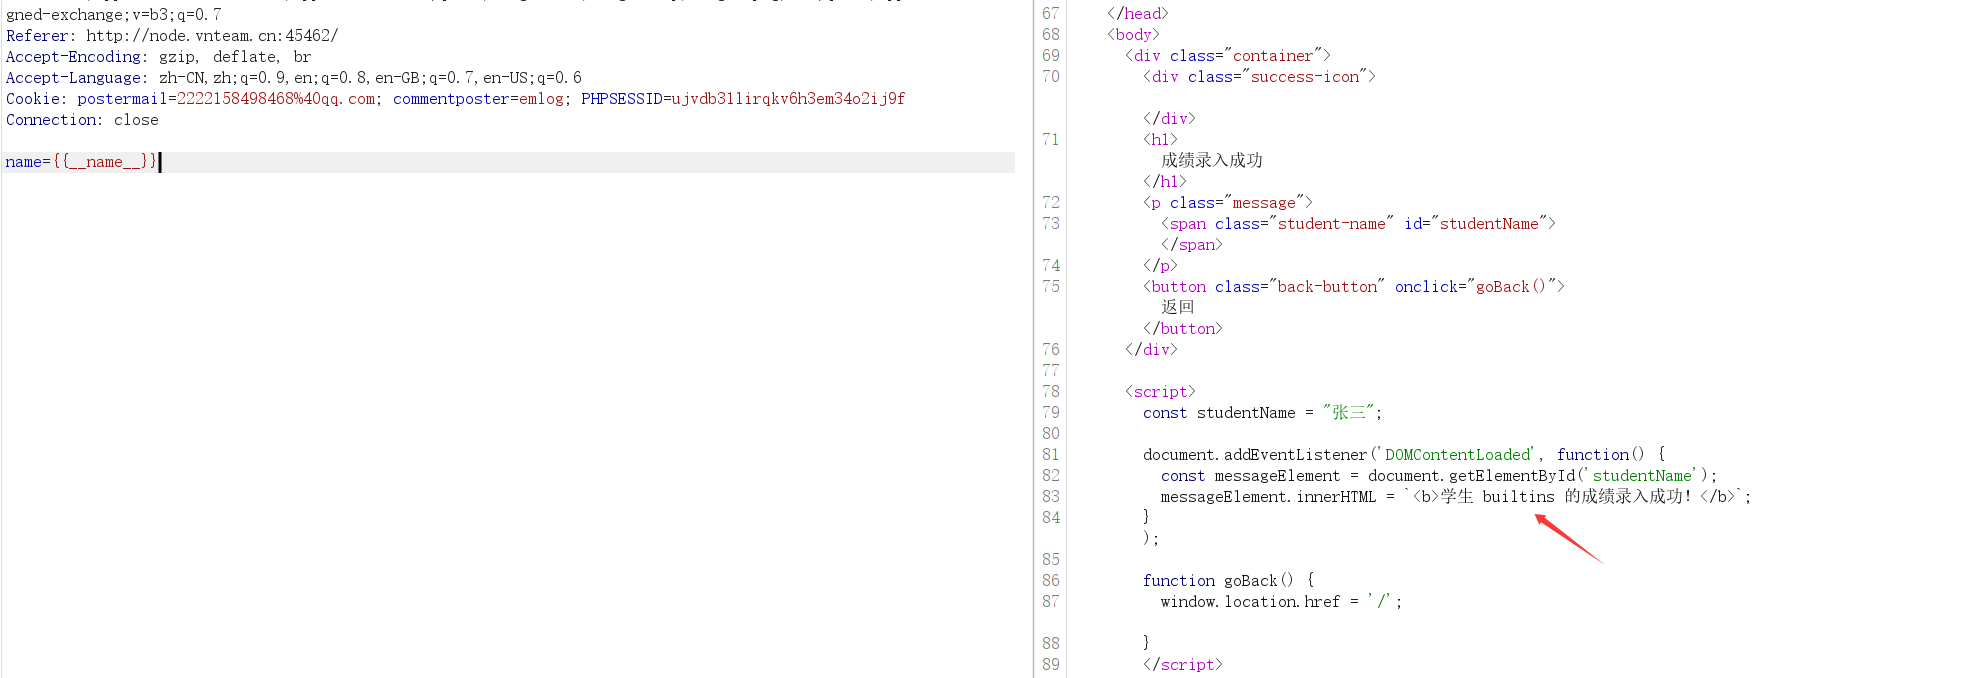 gned-exchange;v=b3;q=0.7
Referer: http://node.vnteam.cn:45462/
Accept-Encoding: gzip, deflate, br
Accept-Language: zh-CN,zh;q=0.9,en;q=0.8,en-GB;q=0.7,en-US;q=0.6
Cookie: postermail=2222158498468%40qq.com; commentposter=emlog; PHPSESSID=ujvdb31lirqkv6h3em34o2ij9f
Connection: close
name={{__name__}}
67 </head>
68 <body>
69 <div class="container">
70 <div class="success-icon">
</div>
71 <h1>
成绩录入成功
</h1>
72 <p class="message">
73 <span class="student-name" id="studentName">
</span>
74 </p>
75 <button class="back-button" onclick="goBack()">
返回
</button>
76 </div>
77
78 <script>
79 const studentName = "张三";
80
81 document.addEventListener('DOMContentLoaded', function() {
82 const messageElement = document.getElementById('studentName');
83 messageElement.innerHTML = `<b>学生 builtins 的成绩录入成功！</b>`;
84 }
);
85
86 function goBack() {
87 window.location.href = '/';
88 }
89 </script>